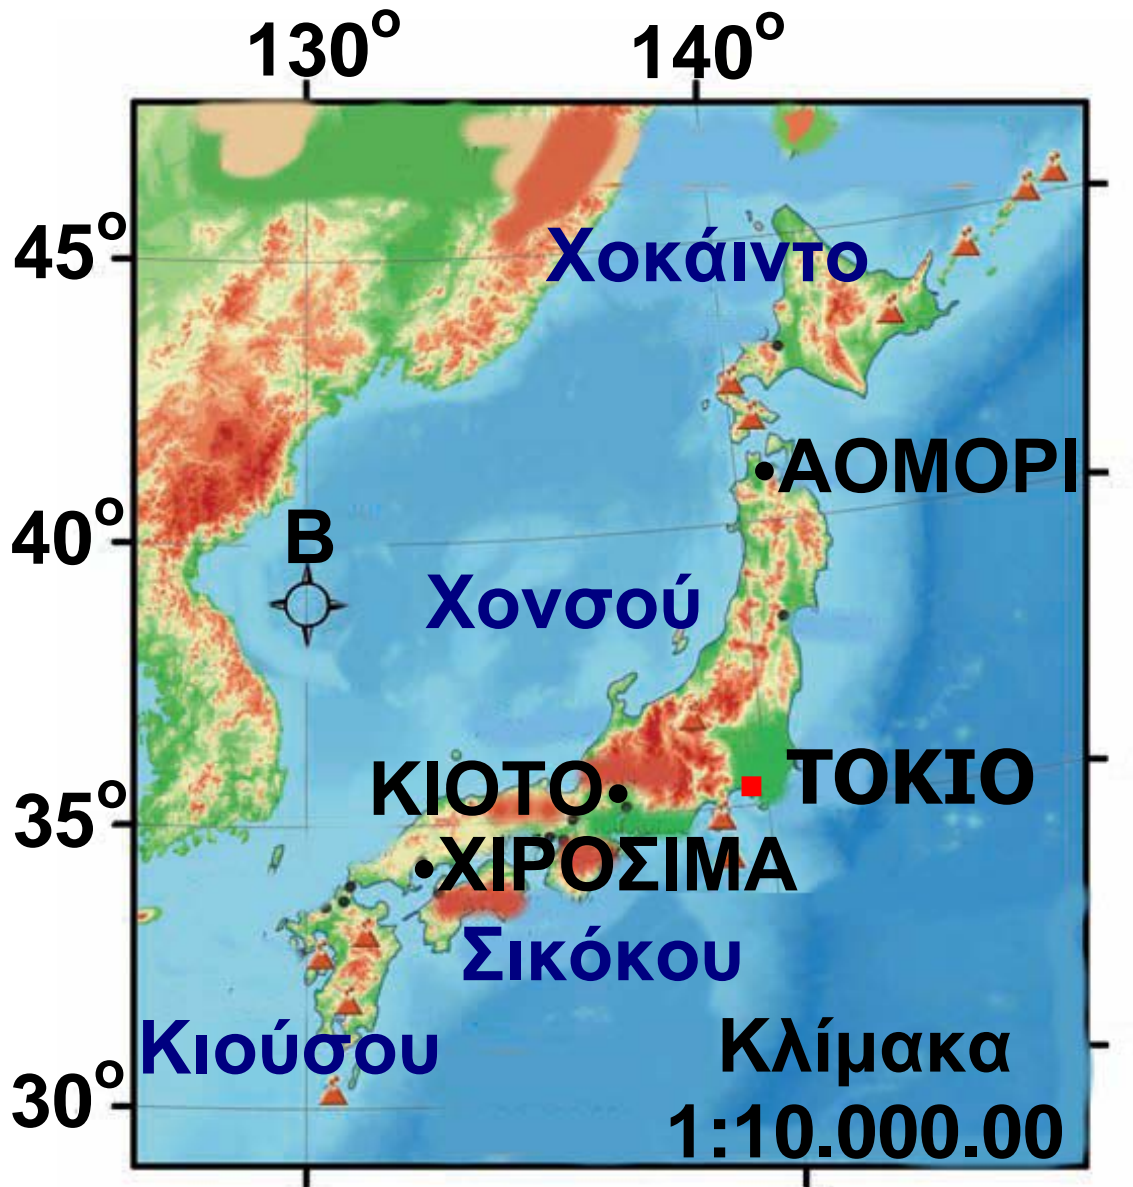 130°
140°
45°
Χοκάιντο
ΑΟΜΟΡΙ
40°
Β
Χονσού
ΤΟΚΙΟ
ΚΙΟΤΟ
35°
ΧΙΡΟΣΙΜΑ
Σικόκου
Κιούσου
Κλίμακα
30°
1:10.000.00